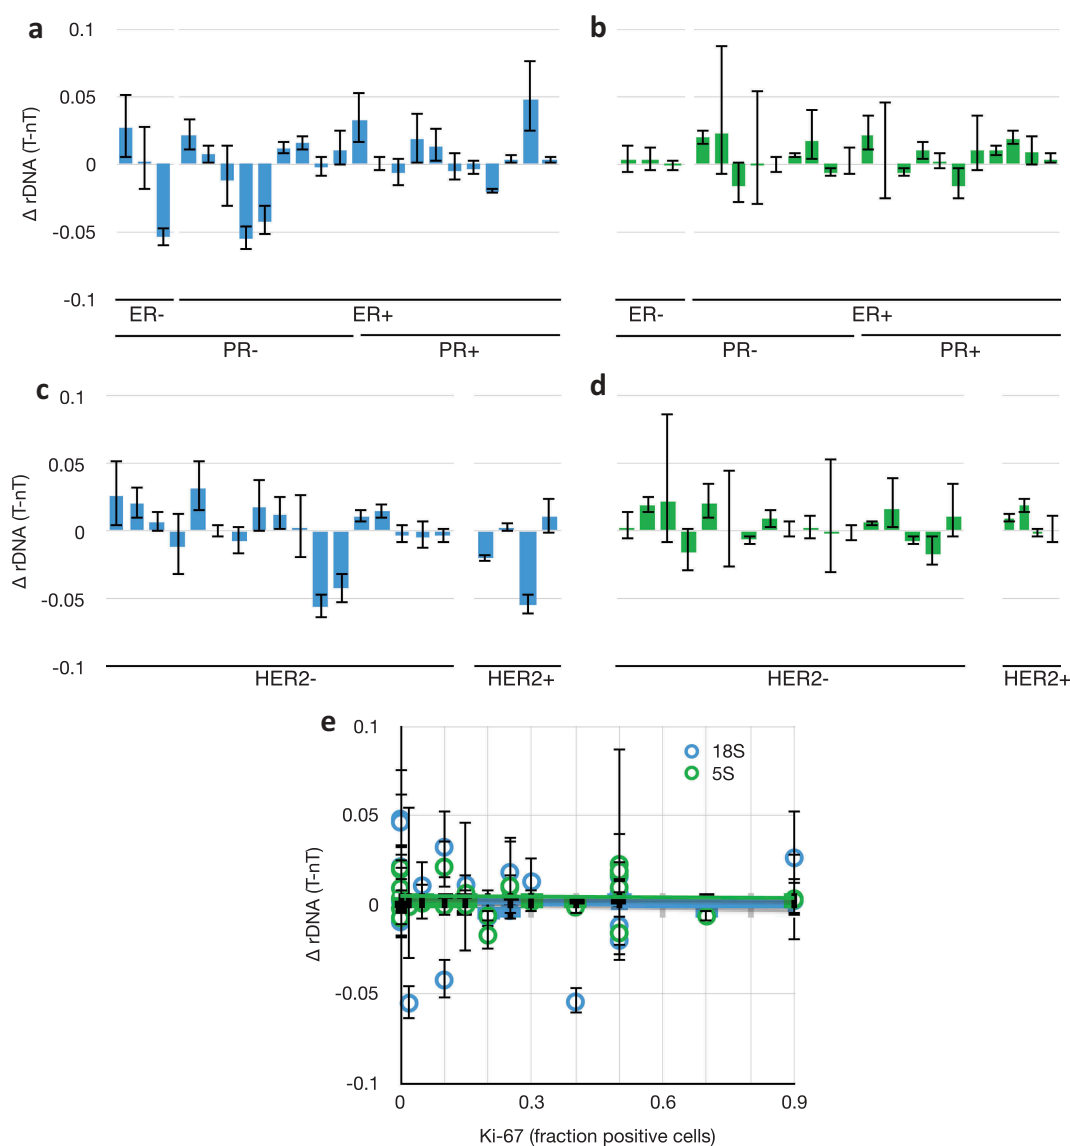 a
b
0.1
0.05
0
-0.05
-0.1
Δ rDNA (T-nT)
ER-
ER+
ER-
ER+
PR-
PR+
PR-
PR+
c
d
0.1
0.05
0
-0.05
-0.1
Δ rDNA (T-nT)
HER2-
HER2+
HER2-
HER2+
e
0.1
0.05
0
-0.05
-0.1
Δ rDNA (T-nT)
18S
5S
0
0.3
0.6
0.9
Ki-67 (fraction positive cells)